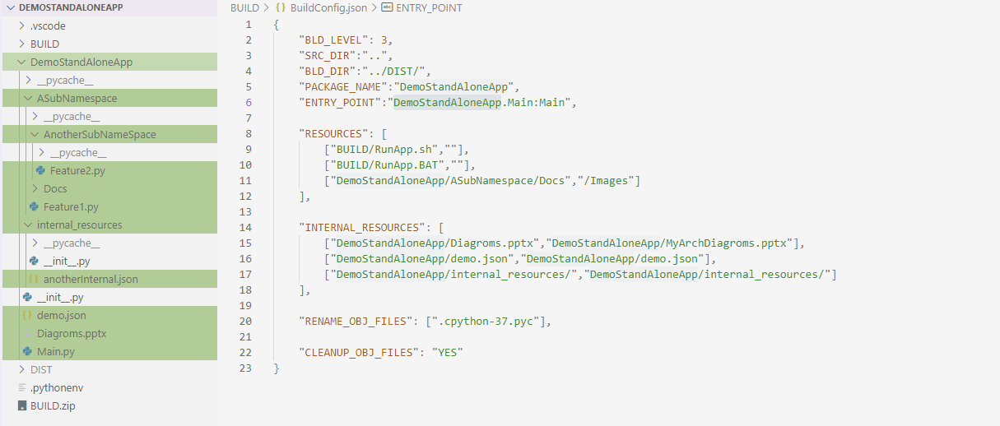 DEMOSTANDALONEAPP
.vscode
BUILD
DemoStandAloneApp
__pycache__
ASubNamespace
__pycache__
AnotherSubNameSpace
__pycache__
Feature2.py
Docs
Feature1.py
internal_resources
__pycache__
__init__.py
anotherInternal.json
__init__.py
demo.json
Diagroms.pptx
Main.py
DIST
.pythonenv
BUILD.zip
BUILD > {} BuildConfig.json > abc ENTRY_POINT
1 {
2 "BLD_LEVEL": 3,
3 "SRC_DIR":"..",
4 "BLD_DIR":"../DIST/",
5 "PACKAGE_NAME":"DemoStandAloneApp",
6 "ENTRY_POINT":"DemoStandAloneApp.Main:Main",
7
8 "RESOURCES": [
9 ["BUILD/RunApp.sh",""],
10 ["BUILD/RunApp.BAT",""],
11 ["DemoStandAloneApp/ASubNamespace/Docs","/Images"]
12 ],
13
14 "INTERNAL_RESOURCES": [
15 ["DemoStandAloneApp/Diagroms.pptx","DemoStandAloneApp/MyArchDiagroms.pptx"],
16 ["DemoStandAloneApp/demo.json","DemoStandAloneApp/demo.json"],
17 ["DemoStandAloneApp/internal_resources/","DemoStandAloneApp/internal_resources/"]
18 ],
19
20 "RENAME_OBJ_FILES": [".cpython-37.pyc"],
21
22 "CLEANUP_OBJ_FILES": "YES"
23 }